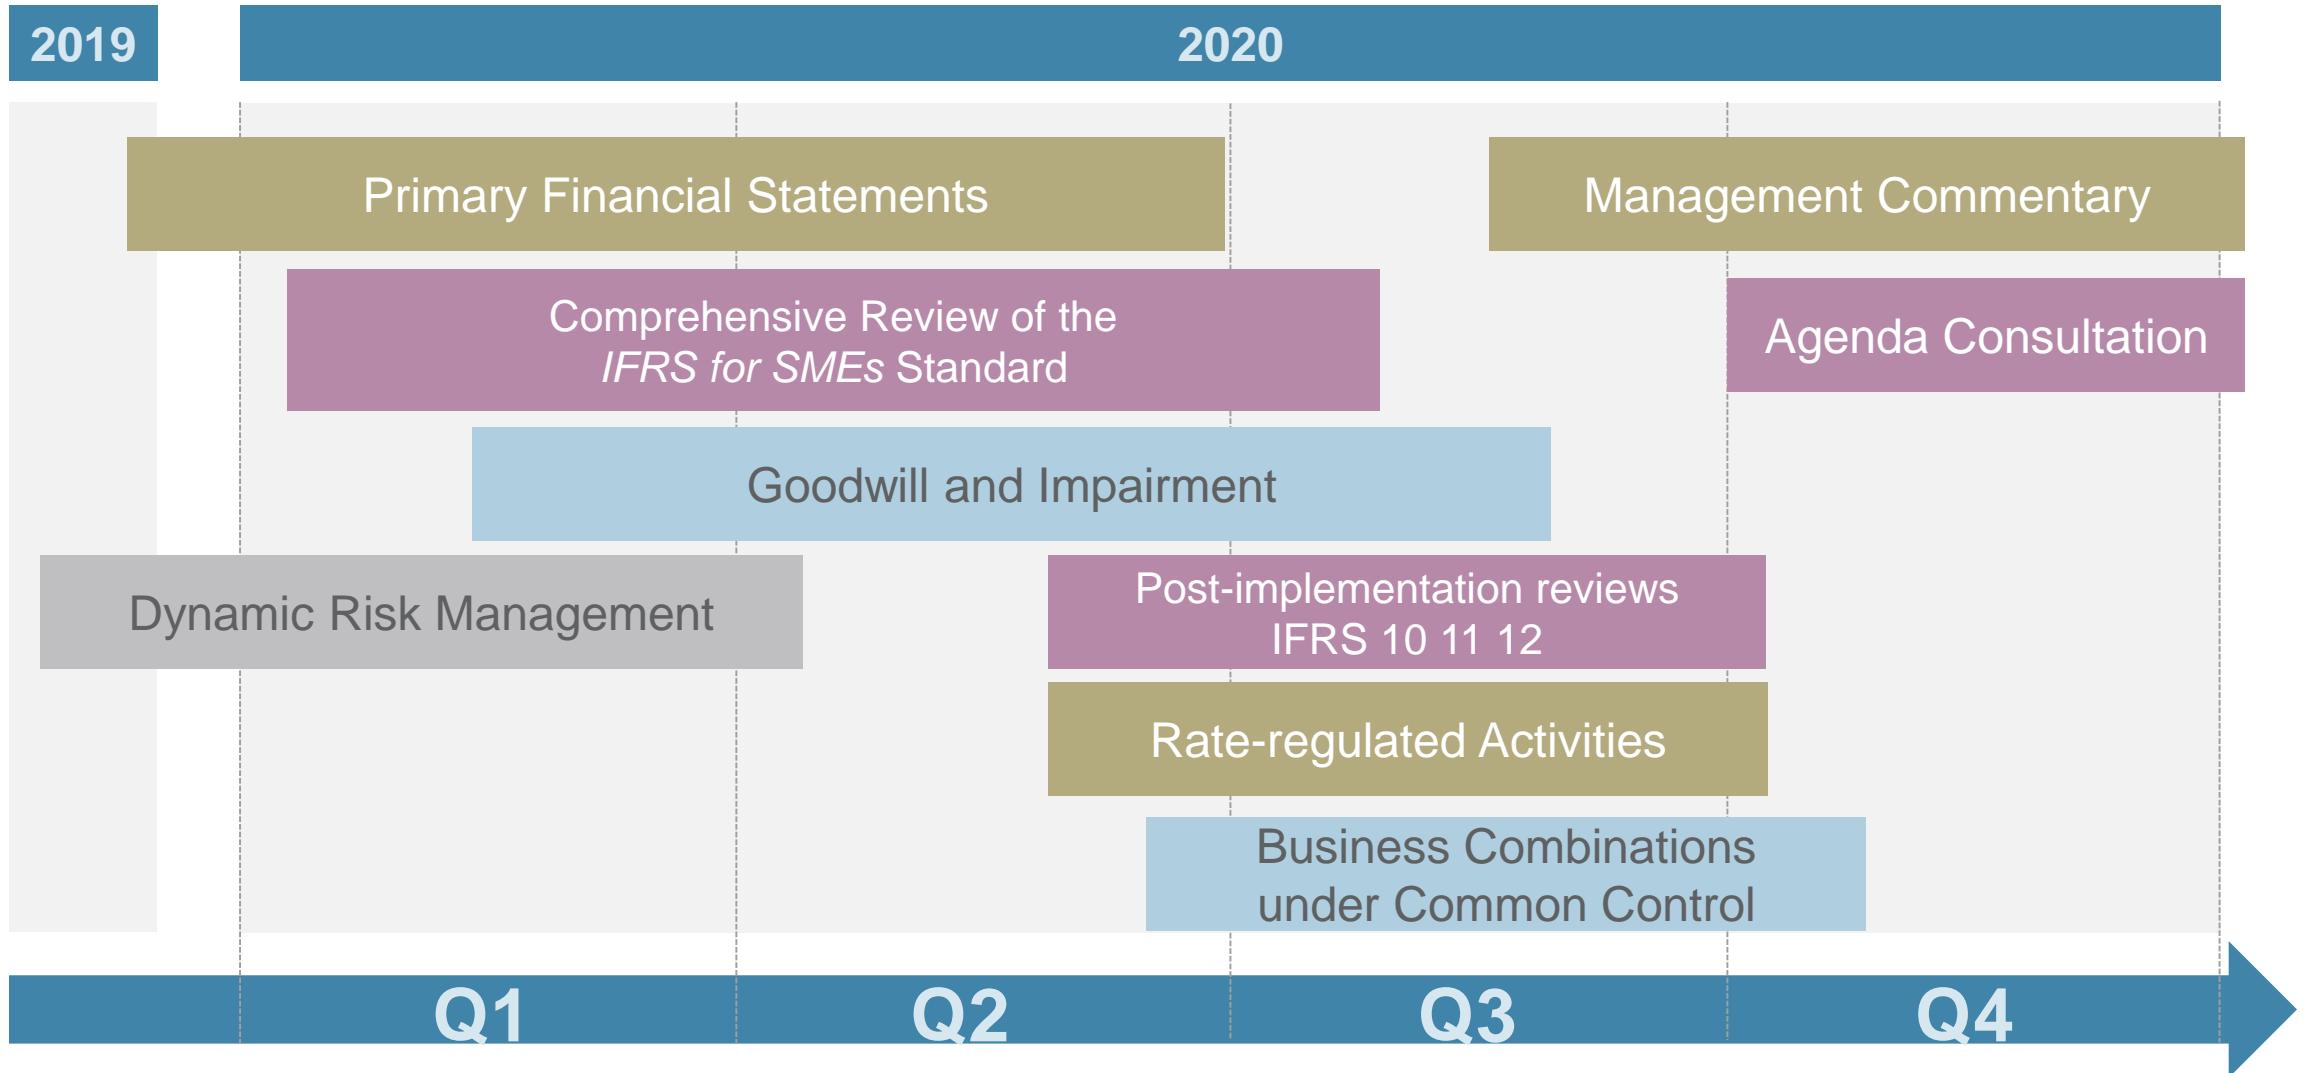 2019
2020
Primary Financial Statements
Management Commentary
Comprehensive Review of the
IFRS for SMEs Standard
Agenda Consultation
Goodwill and Impairment
Dynamic Risk Management
Post-implementation reviews
IFRS 10 11 12
Rate-regulated Activities
Business Combinations
under Common Control
Q1
Q2
Q3
Q4